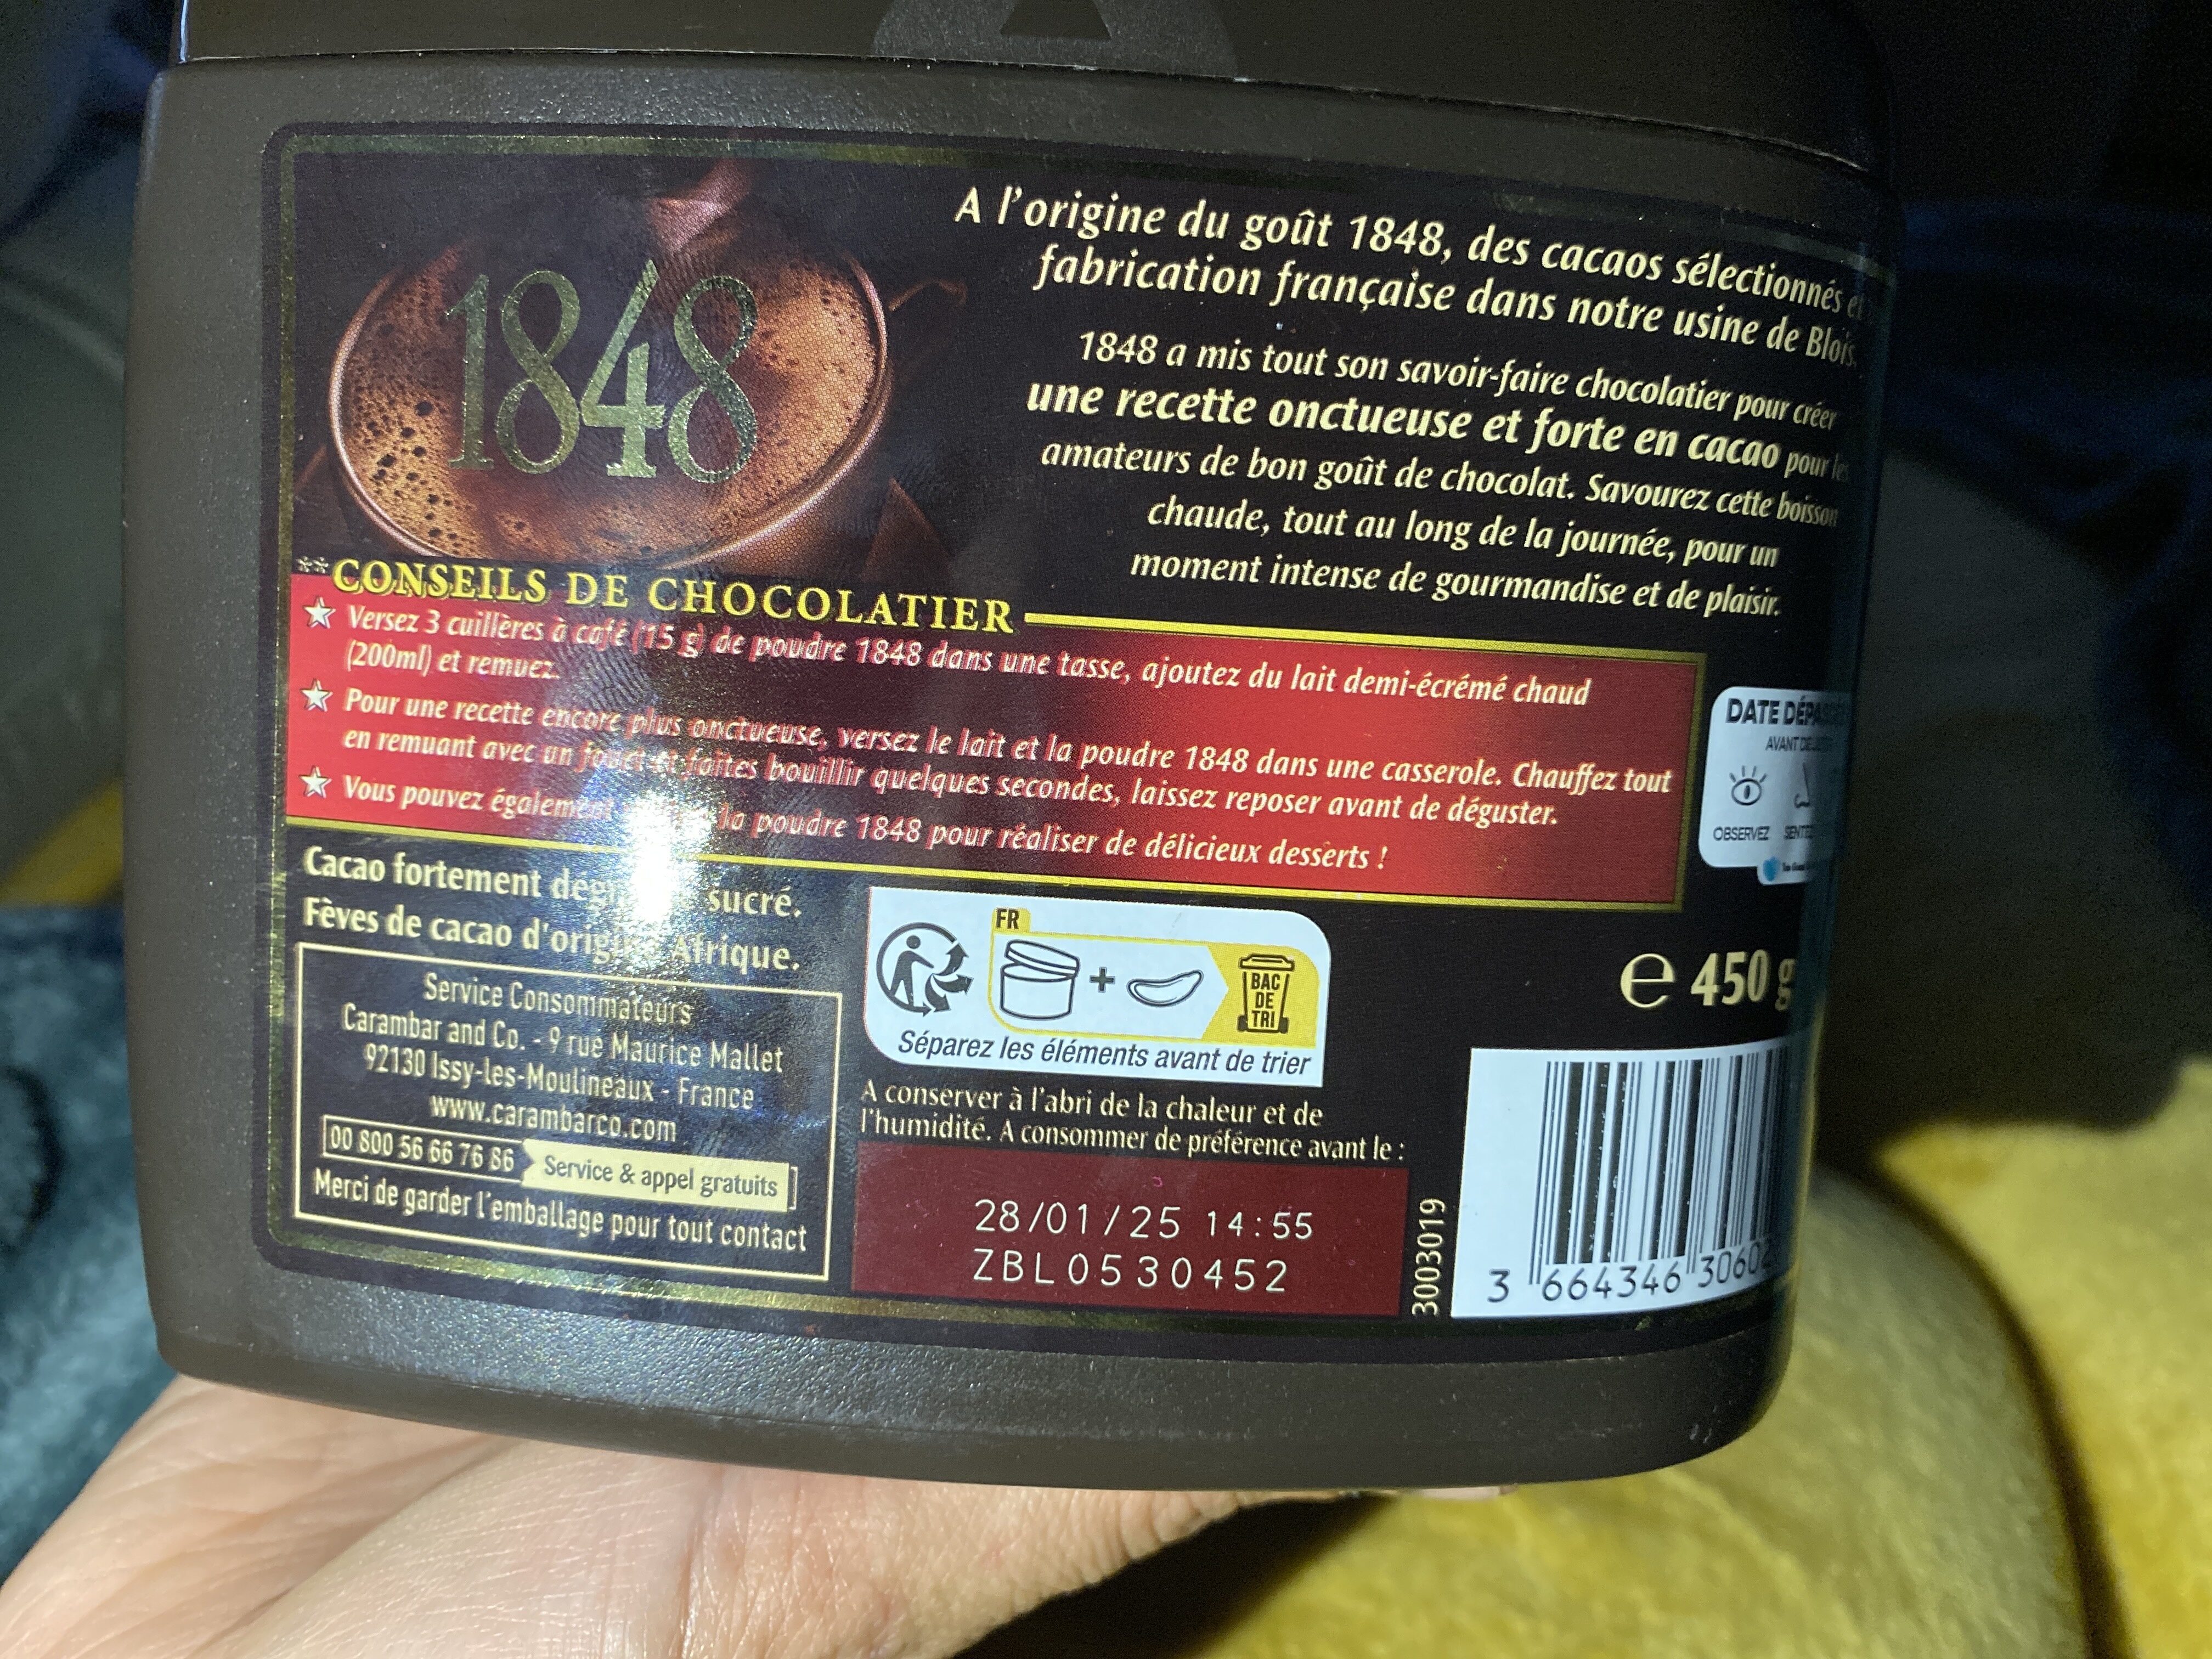 1848
A l'origine du goût 1848, des cacaos sélectionnés et
fabrication française dans notre usine de Blois.
1848 a mis tout son savoir-faire chocolatier pour créer
une recette onctueuse et forte en cacao pour les
amateurs de bon goût de chocolat. Savourez cette boisson
chaude, tout au long de la journée, pour un
moment intense de gourmandise et de plaisir.
**CONSEILS DE CHOCOLATIER
Versez 3 cuillères à café (15 g) de poudre 1848 dans une tasse, ajoutez du lait demi-écrémé chaud
(200ml) et remuez.
Pour une recette encore plus onctueuse, versez le lait et la poudre 1848 dans une casserole. Chauffez tout
en remuant avec un fouet et faites bouillir quelques secondes, laissez reposer avant de déguster.
Vous pouvez également la poudre 1848 pour réaliser de délicieux desserts !
DATE
AVANT
OBSERVEZ SENTEZ
Cacao fortement sucré.
Fèves de cacao d'origine Afrique.
Service Consommateurs
Carambar and Co. - 9 rue Maurice Mallet
92130 Issy-les-Moulineaux - France
www.carambarco.com
00 800 56 66 76 86 Service & appel gratuits
Merci de garder l'emballage pour tout contact
FR
+
BAC
DE
TRI
Séparez les éléments avant de trier
A conserver à l'abri de la chaleur et de
l'humidité. A consommer de préférence avant le :
28/01/25 14:55
ZBL0530452
3003019
e 450 g
3 664346 30602